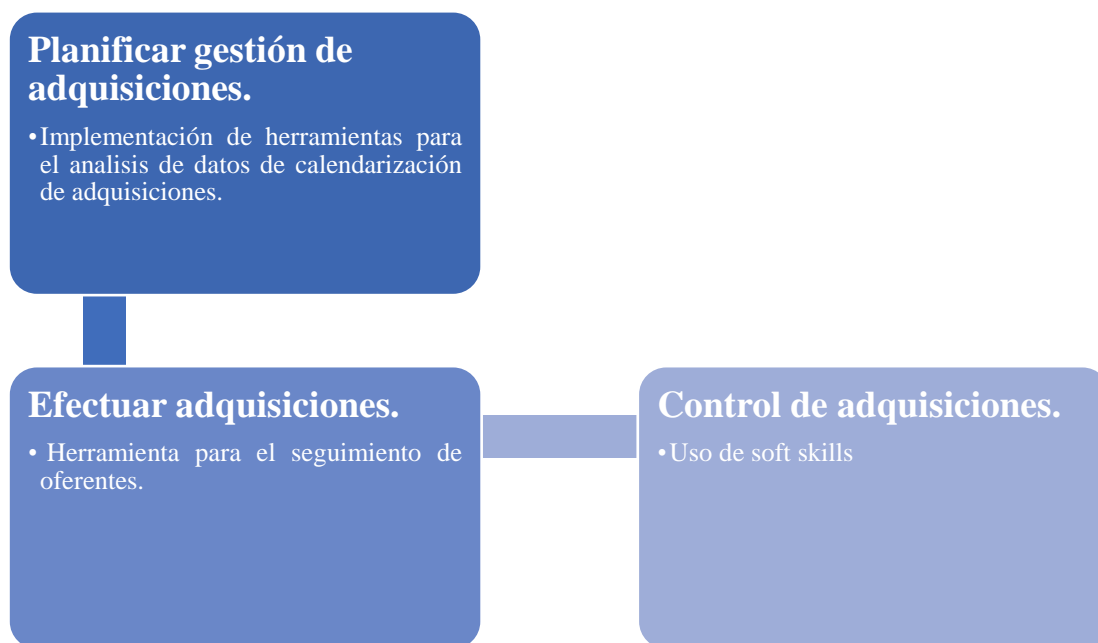 Planificar gestión de
adquisiciones.
•Implementación de herramientas para
el analisis de datos de calendarización
de adquisiciones.
Efectuar adquisiciones.
• Herramienta para el seguimiento de
oferentes.
Control de adquisiciones.
•Uso de soft skills